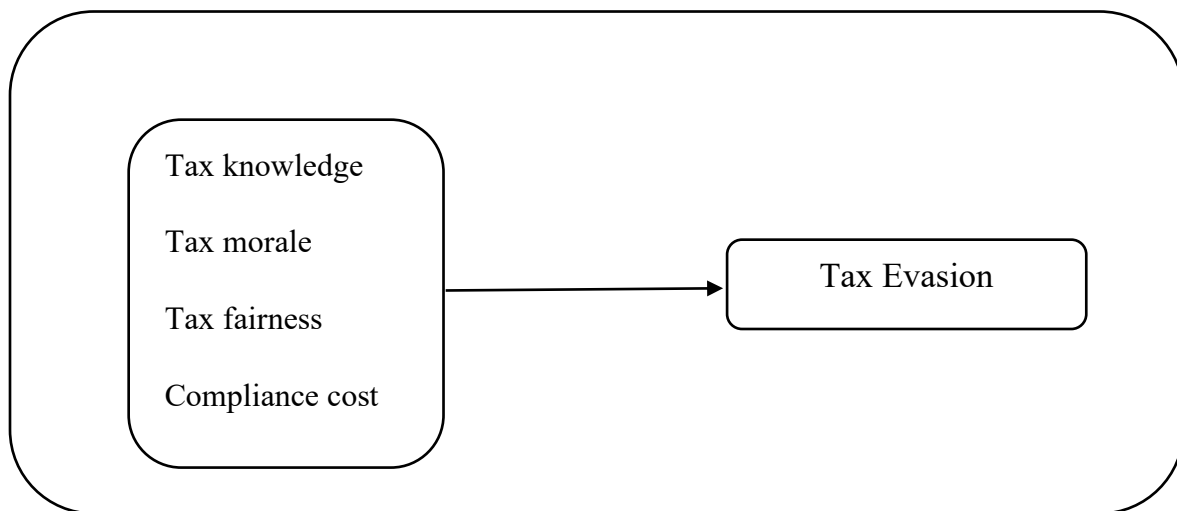 Tax knowledge
Tax morale
Tax fairness
Compliance cost
Tax Evasion